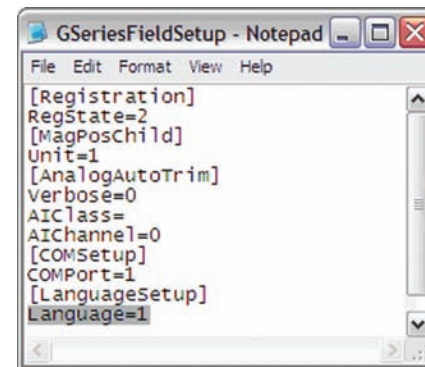 GSeriesFieldSetup - Notepad
File Edit Format View Help
[Registration]
RegState=2
[MagPosChild]
Unit=1
[AnalogAutoTrim]
Verbose=0
AIClass=
AIChannel=0
[COMSetup]
COMPort=1
[LanguageSetup]
Language=1